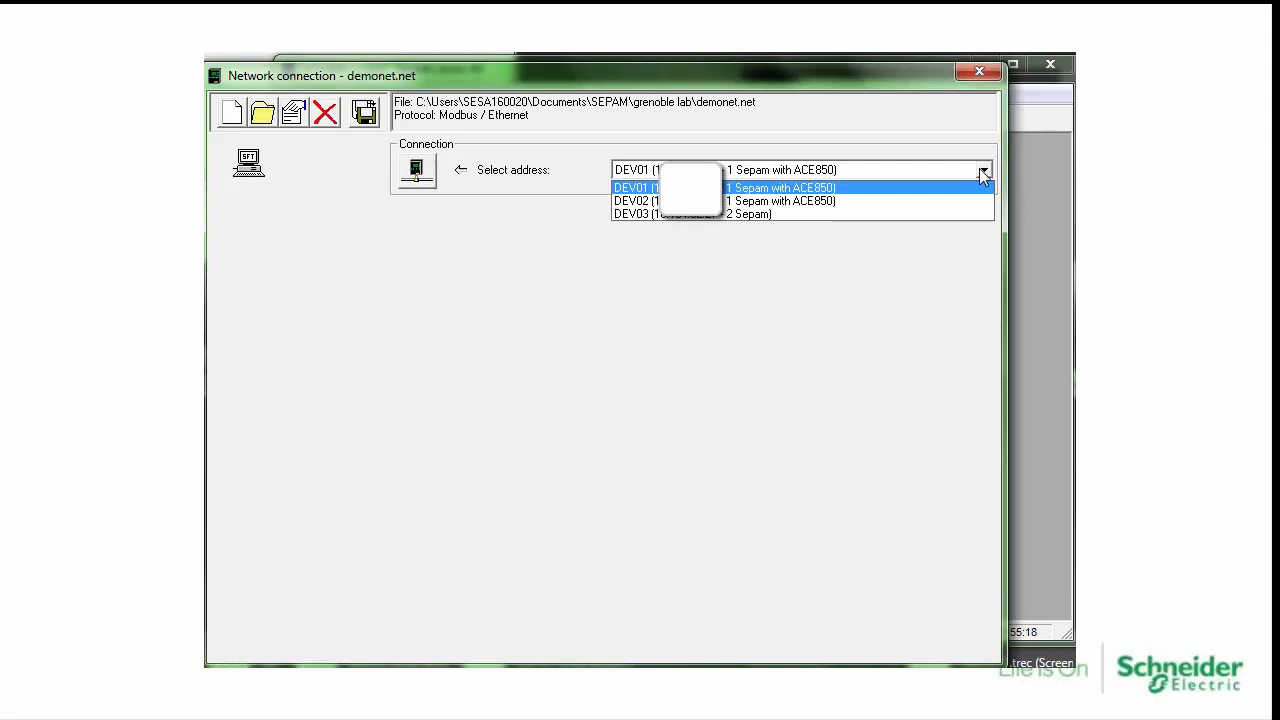 Network connection - demonet.net
File: C:\Users\SESA160020\Documents\SEPAM\grenoble lab\demonet.net
Protocol: Modbus / Ethernet
SFT
Connection
Select address:
DEV01 (1 - 1 Sepam with ACE850)
DEV01 (1 1 Sepam with ACE850)
DEV02 (1 1 Sepam with ACE850)
DEV03 ( 2 Sepam)
55:18
.trec (Screen
Life Is On
Schneider
Electric